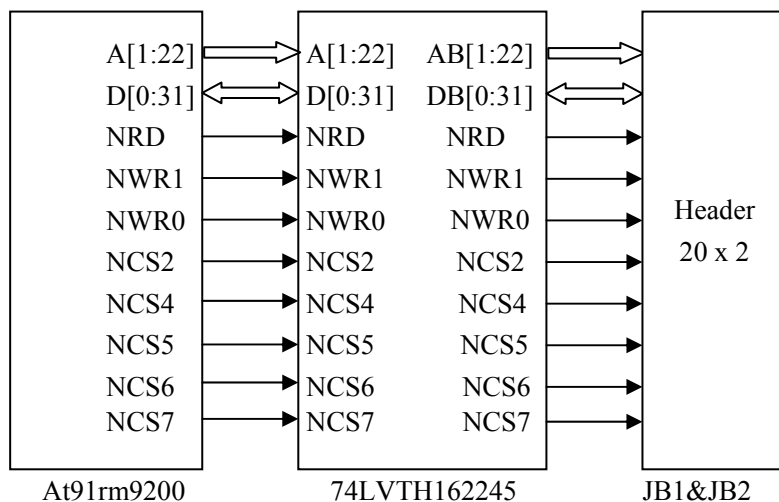 A[1:22] A[1:22] AB[1:22]
D[0:31] D[0:31] DB[0:31]
NRD NRD NRD
NWR1 NWR1 NWR1
NWR0 NWR0 NWR0
Header
20 x 2
NCS2 NCS2 NCS2
NCS4 NCS4 NCS4
NCS5 NCS5 NCS5
NCS6 NCS6 NCS6
NCS7 NCS7 NCS7
At91rm9200 74LVTH162245 JB1&JB2